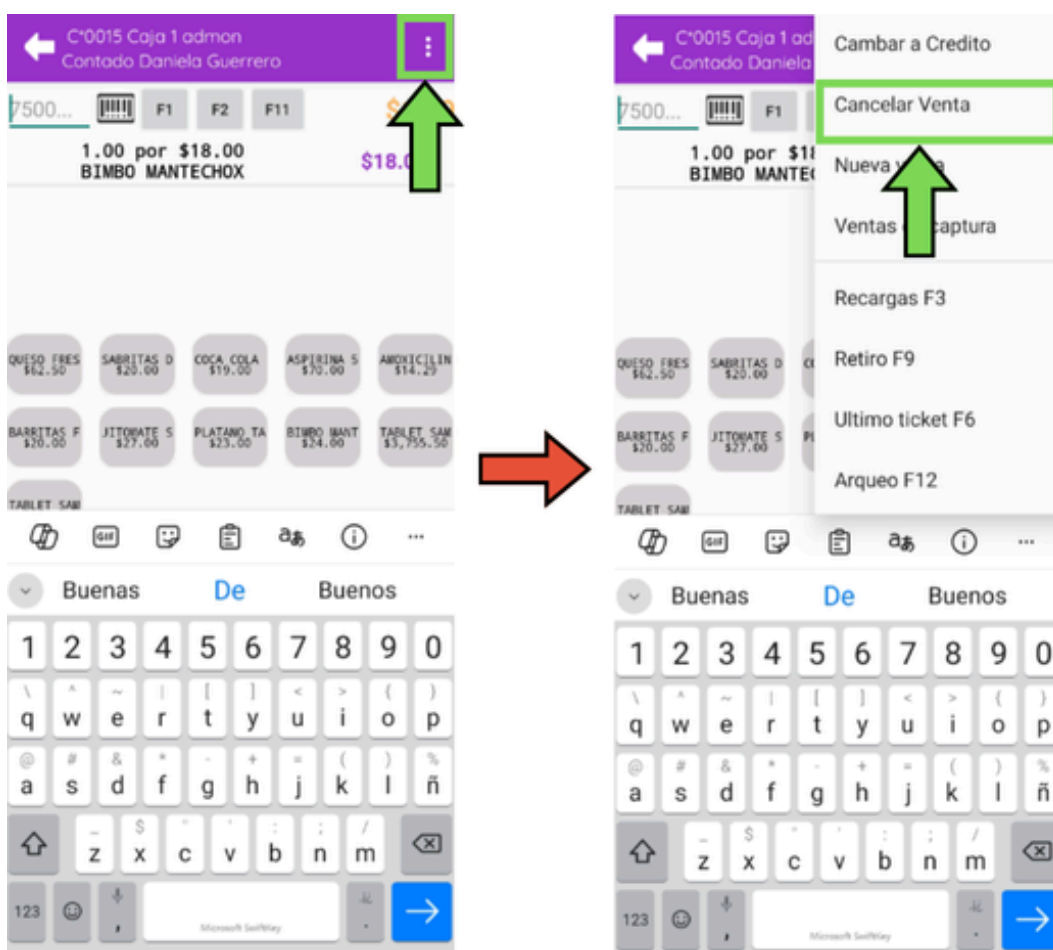 C*0015 Caja 1 admon
Contado Daniela Guerrero
7500... F1 F2 F11
1.00 por $18.00
BIMBO MANTECHOX
QUESO FRES SABRITAS D COCA COLA ASPIRINA S AMOXICILIN
$62.50 $20.00 $19.00 $70.00 $14.29
BARRITAS F JITOMATE S PLATANO TA BIMBO MANT TABLET SAM
$20.00 $27.00 $23.00 $24.00 $3,755.50
TABLET SAM
GIF
Buenas De Buenos
1 2 3 4 5 6 7 8 9 0
\ ^ ~ | [ ] < > { }
q w e r t y u i o p
@ # & * - + = ( ) %
a s d f g h j k l ñ
_ $ " ' : ; /
z x c v b n m
123 , Microsoft SwiftKey .
C*0015 Caja 1 ad
Contado Daniela
7500... F1
1.00 por $18
BIMBO MANTEC
Cambar a Credito
Cancelar Venta
Nueva
Ventas captura
Recargas F3
Retiro F9
Ultimo ticket F6
Arqueo F12
QUESO FRES SABRITAS D
$62.50 $20.00
BARRITAS F JITOMATE S
$20.00 $27.00
TABLET SAM
GIF
Buenas De Buenos
1 2 3 4 5 6 7 8 9 0
\ ^ ~ | [ ] < > { }
q w e r t y u i o p
@ # & * - + = ( ) %
a s d f g h j k l ñ
_ $ " ' : ; /
z x c v b n m
123 , Microsoft SwiftKey .